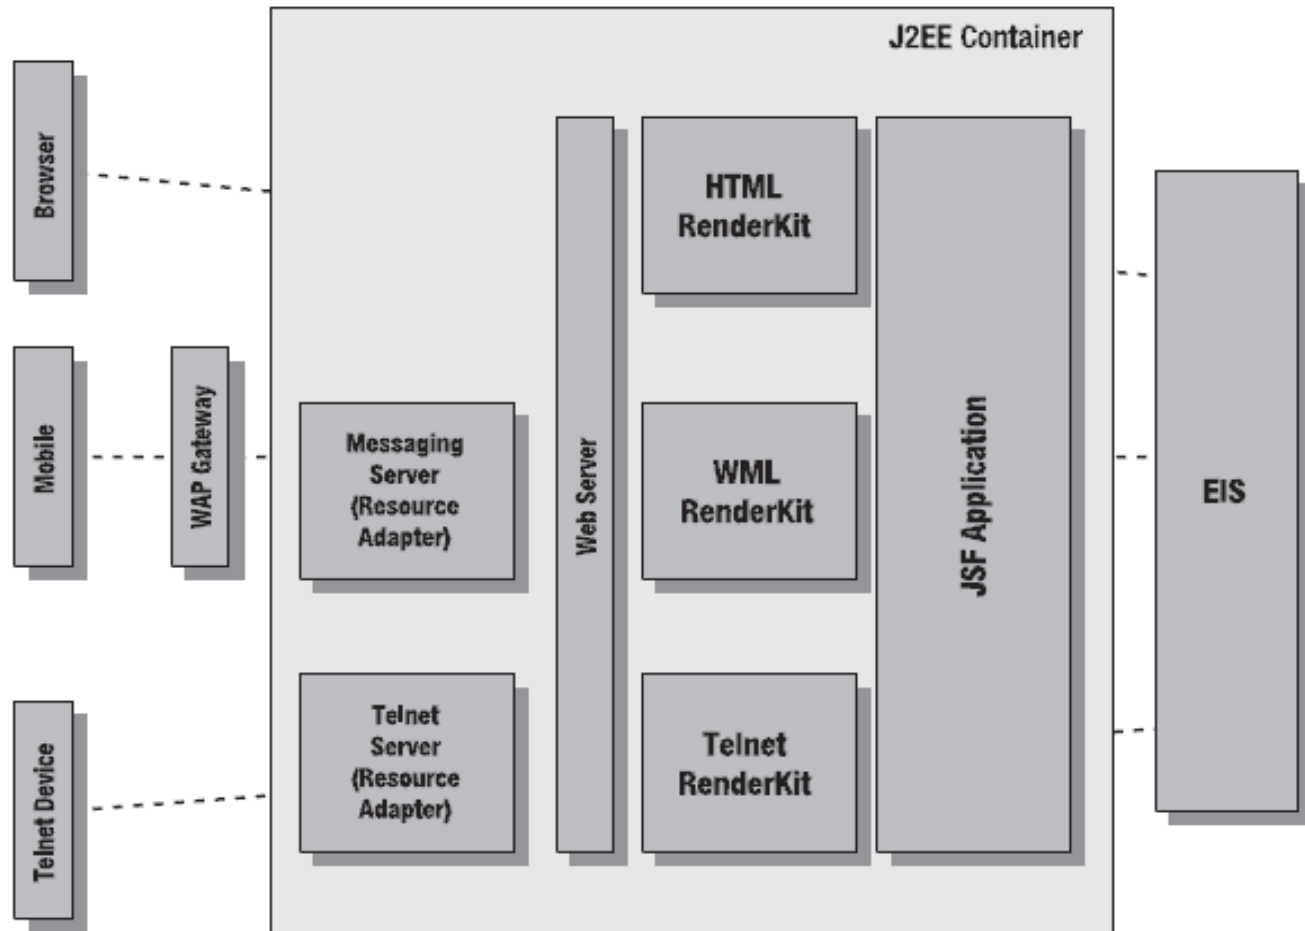 J2EE Container
Browser
HTML
RenderKit
Mobile
WAP Gateway
Messaging
Server
(Resource
Adapter)
Web Server
WML
RenderKit
JSF Application
EIS
Telnet Device
Telnet
Server
(Resource
Adapter)
Telnet
RenderKit